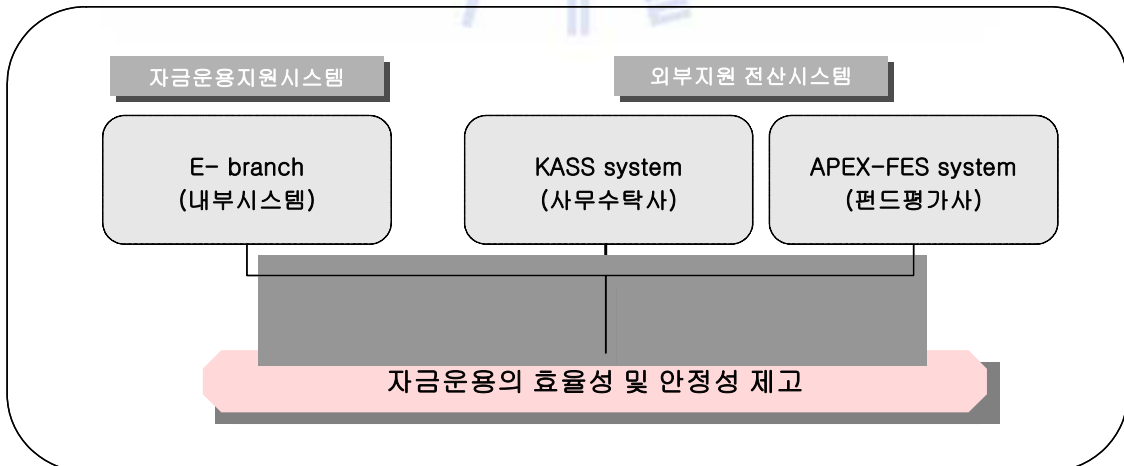 자금운용지원시스템
외부지원 전산시스템
E- branch
(내부시스템)
KASS system
(사무수탁사)
APEX-FES system
(펀드평가사)
자금운용의 효율성 및 안정성 제고